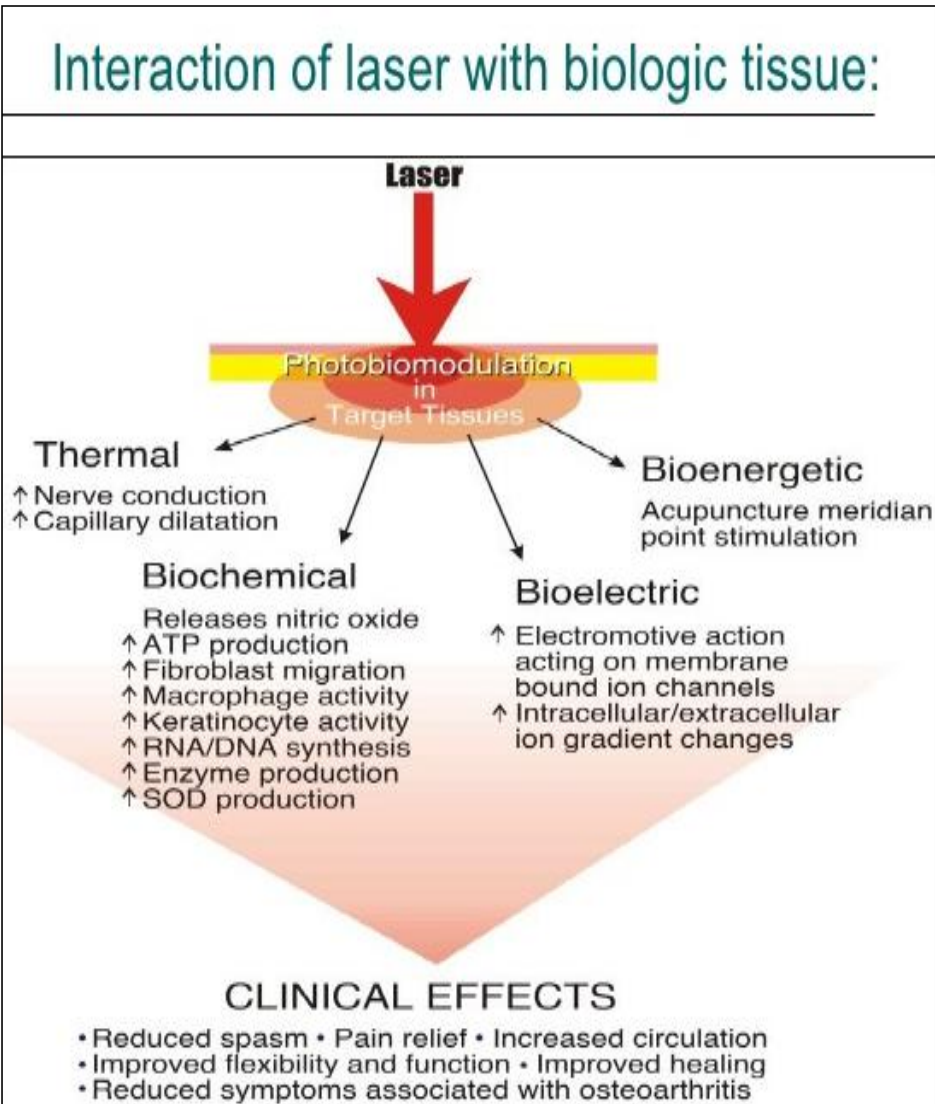 Interaction of laser with biologic tissue:
Laser
Photobiomodulation
in
Target Tissues
Thermal
↑ Nerve conduction
↑ Capillary dilatation
Biochemical
Releases nitric oxide
↑ ATP production
↑ Fibroblast migration
↑ Macrophage activity
↑ Keratinocyte activity
↑ RNA/DNA synthesis
↑ Enzyme production
↑ SOD production
Bioelectric
↑ Electromotive action
acting on membrane
bound ion channels
↑ Intracellular/extracellular
ion gradient changes
Bioenergetic
Acupuncture meridian
point stimulation
CLINICAL EFFECTS
• Reduced spasm • Pain relief • Increased circulation
• Improved flexibility and function • Improved healing
• Reduced symptoms associated with osteoarthritis